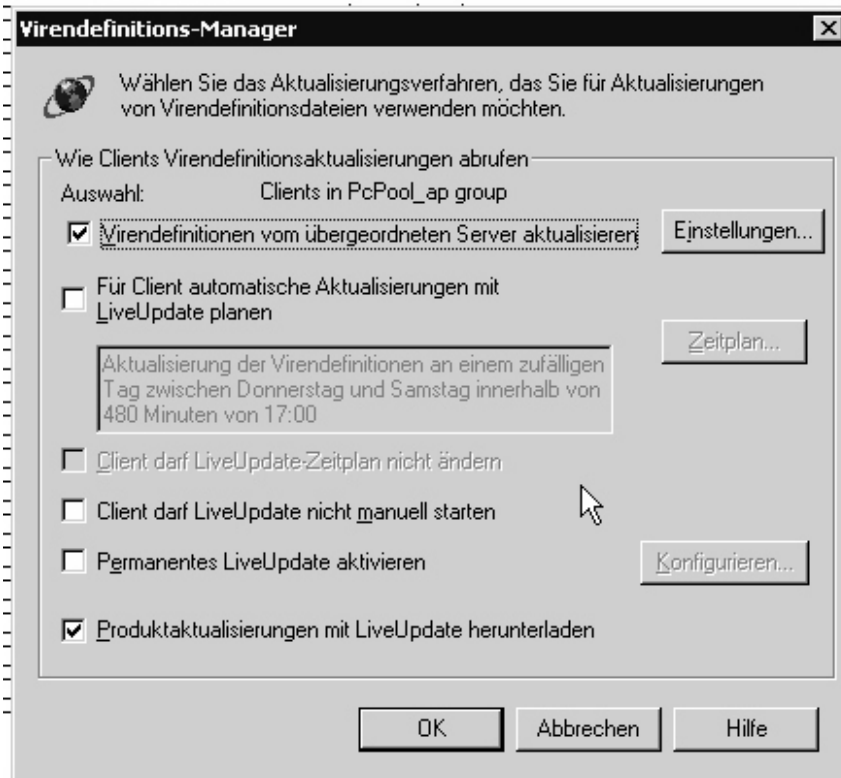 Virendefinitions-Manager
Wählen Sie das Aktualisierungsverfahren, das Sie für Aktualisierungen
von Virendefinitionsdateien verwenden möchten.
Wie Clients Virendefinitionsaktualisierungen abrufen
Auswahl: Clients in PcPool_ap group
Virendefinitionen vom übergeordneten Server aktualisieren
Einstellungen...
Für Client automatische Aktualisierungen mit
LiveUpdate planen
Zeitplan...
Aktualisierung der Virendefinitionen an einem zufälligen
Tag zwischen Donnerstag und Samstag innerhalb von
480 Minuten von 17:00
Client darf LiveUpdate-Zeitplan nicht ändern
Client darf LiveUpdate nicht manuell starten
Permanentes LiveUpdate aktivieren
Konfigurieren...
Produktaktualisierungen mit LiveUpdate herunterladen
OK Abbrechen Hilfe